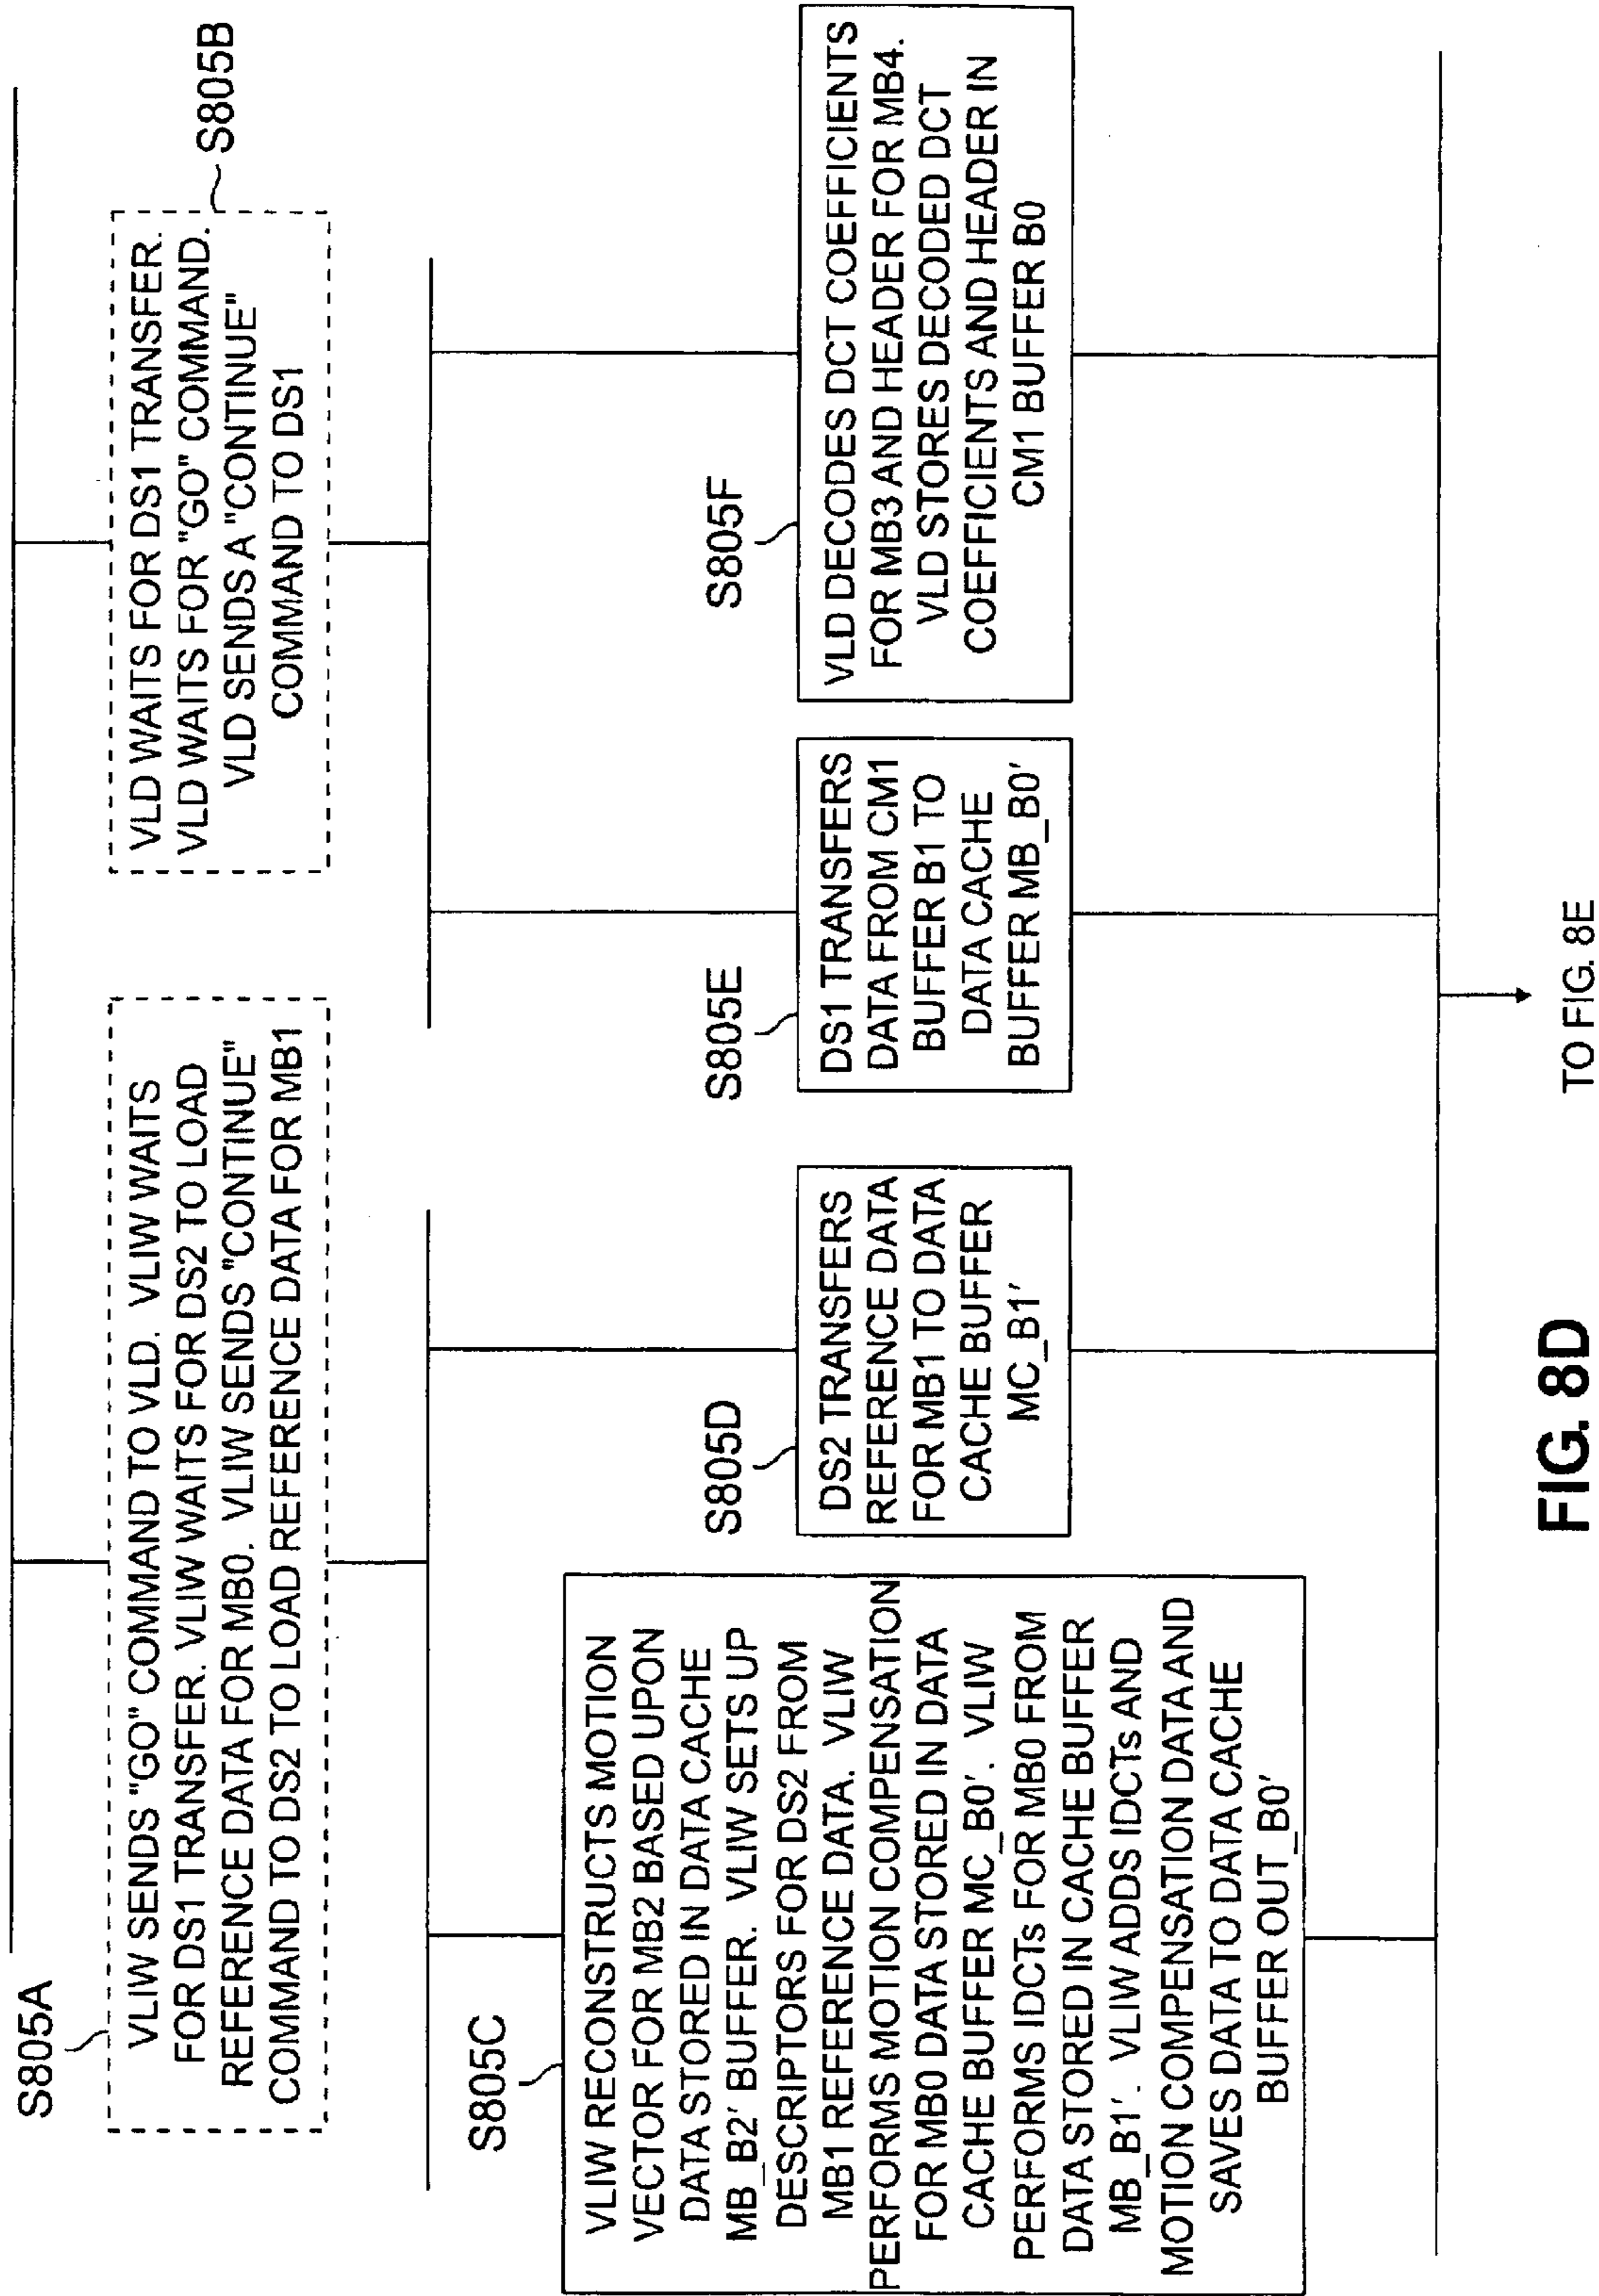 S805A
VLIW SENDS "GO" COMMAND TO VLD. VLIW WAITS
FOR DS1 TRANSFER. VLIW WAITS FOR DS2 TO LOAD
REFERENCE DATA FOR MB0. VLIW SENDS "CONTINUE"
COMMAND TO DS2 TO LOAD REFERENCE DATA FOR MB1
S805B
VLD WAITS FOR DS1 TRANSFER.
VLD WAITS FOR "GO" COMMAND.
VLD SENDS A "CONTINUE"
COMMAND TO DS1
S805C
VLIW RECONSTRUCTS MOTION
VECTOR FOR MB2 BASED UPON
DATA STORED IN DATA CACHE
MB_B2' BUFFER. VLIW SETS UP
DESCRIPTORS FOR DS2 FROM
MB1 REFERENCE DATA. VLIW
PERFORMS MOTION COMPENSATION
FOR MB0 DATA STORED IN DATA
CACHE BUFFER MC_B0'. VLIW
PERFORMS IDCTs FOR MB0 FROM
DATA STORED IN CACHE BUFFER
MB_B1'. VLIW ADDS IDCTs AND
MOTION COMPENSATION DATA AND
SAVES DATA TO DATA CACHE
BUFFER OUT_B0'
S805D
DS2 TRANSFERS
REFERENCE DATA
FOR MB1 TO DATA
CACHE BUFFER
MC_B1'
S805E
DS1 TRANSFERS
DATA FROM CM1
BUFFER B1 TO
DATA CACHE
BUFFER MB_B0'
S805F
VLD DECODES DCT COEFFICIENTS
FOR MB3 AND HEADER FOR MB4.
VLD STORES DECODED DCT
COEFFICIENTS AND HEADER IN
CM1 BUFFER B0
TO FIG. 8E
FIG. 8D